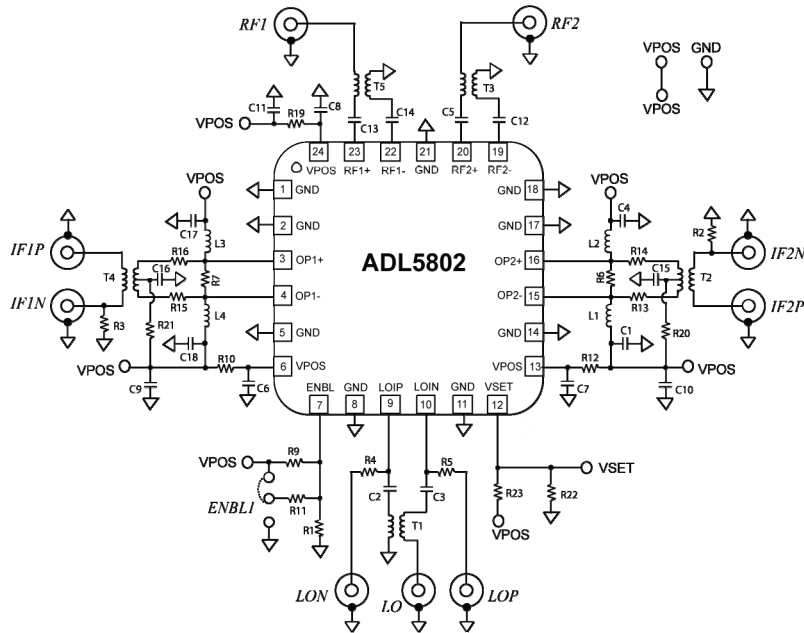 RF1
RF2
VPOS GND
VPOS
T5
T3
C11
R19
C8
C14
C5
C12
VPOS
C13
24 23 22 21 20 19
VPOS RF1+ RF1- GND RF2+ RF2-
VPOS
1 GND
GND 18
VPOS
C17
L3
2 GND
GND 17
C4
L2
R2
IF1P
R16
3 OP1+
ADL5802
OP2+ 16
R14
IF2N
T4
C16
R7
R6
C15
T2
IF1N
R15
4 OP1-
OP2- 15
R13
IF2P
R3
R21
L4
L1
R20
C18
5 GND
GND 14
C1
VPOS
R10
6 VPOS
VPOS 13
R12
VPOS
C9
C6
C7
C10
ENBL GND LOIP LOIN GND VSET
7 8 9 10 11 12
VPOS
R9
R4
R5
VSET
ENBL1
R11
C2
C3
R23
R22
R1
T1
VPOS
LON
LO
LOP